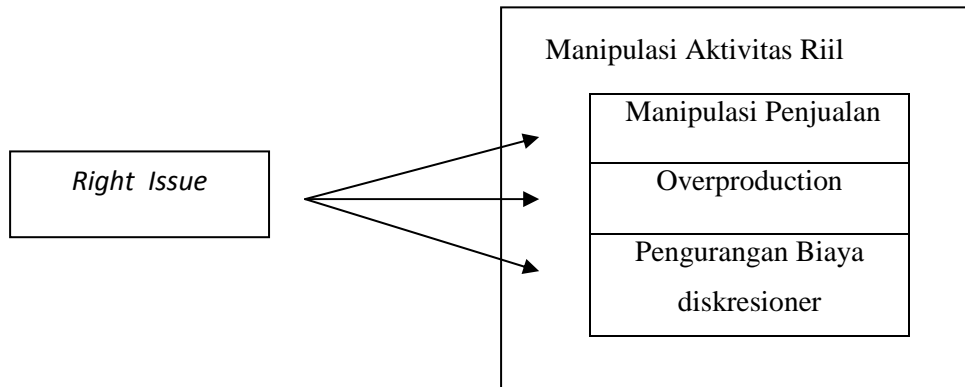 Manipulasi Aktivitas Riil
Manipulasi Penjualan
Right Issue
Overproduction
Pengurangan Biaya
diskresioner